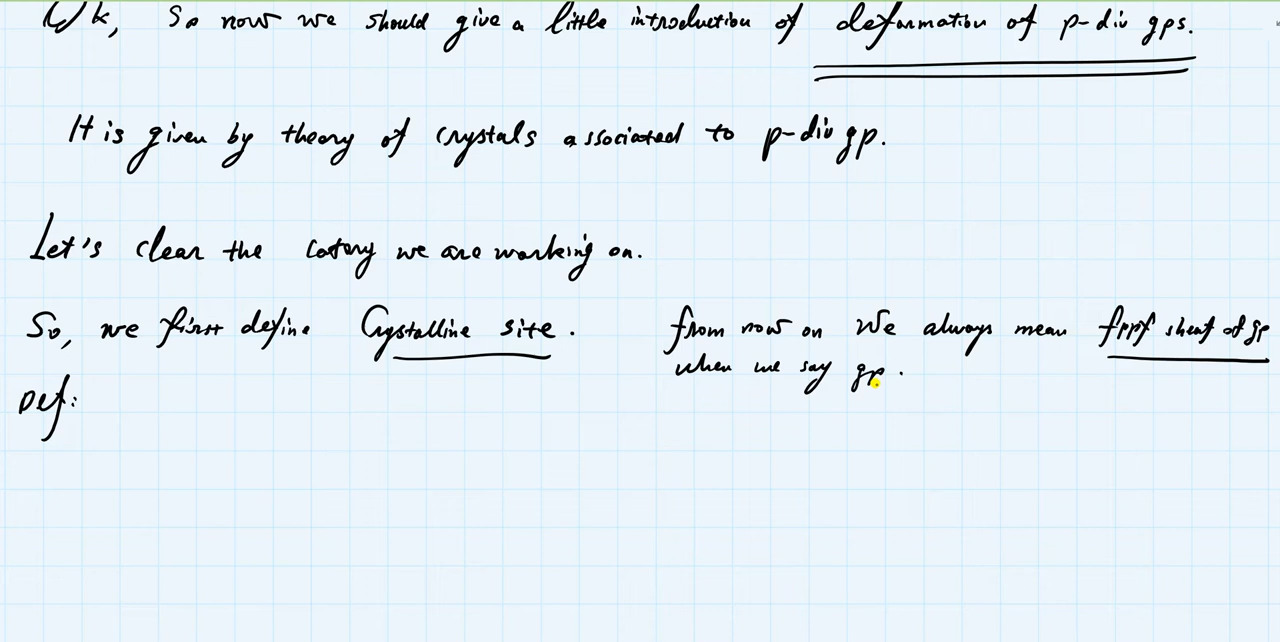 Ok, So now we should give a little introduction of deformation of p-div gps.
It is given by theory of crystals associated to p-div gp.
Let's clear the catory we are working on.
So, we first define Crystalline site.
from now on we always mean fppf sheaf of gp
when we say gp.
Def: